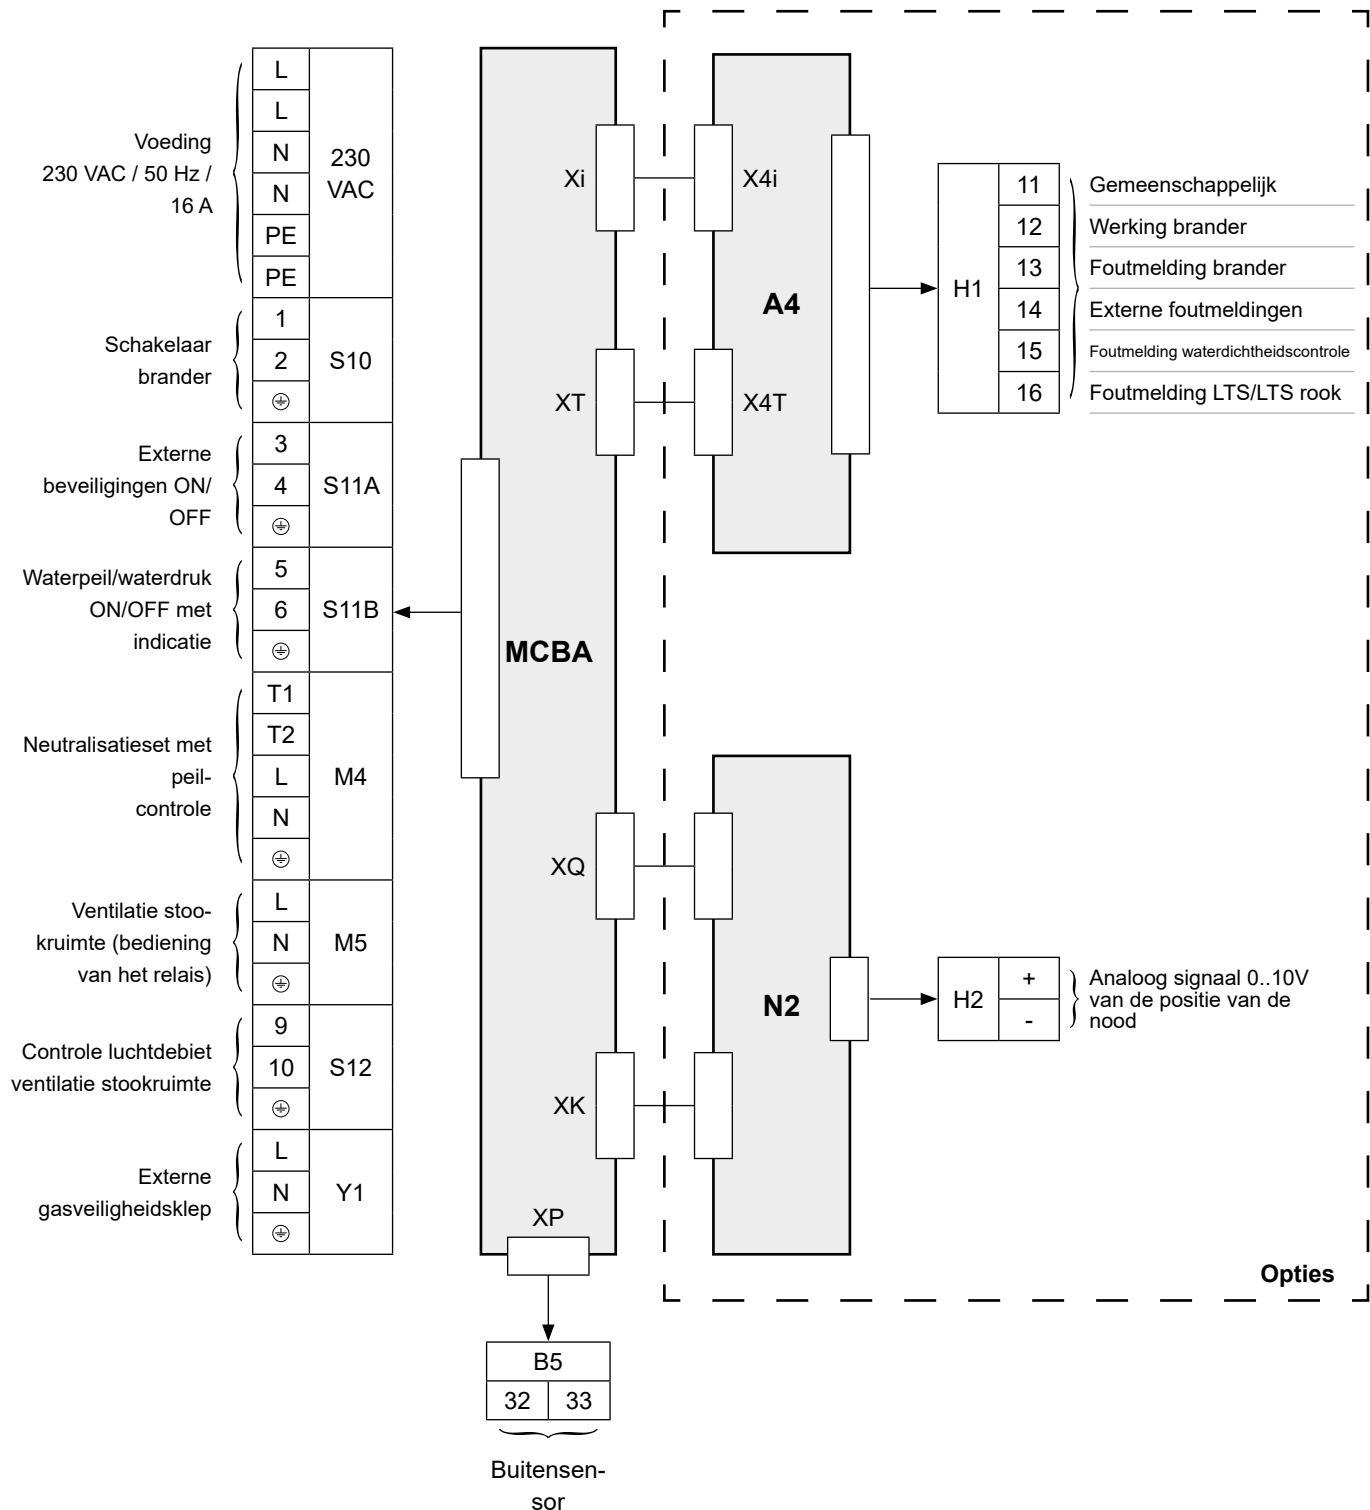 Voeding
230 VAC / 50 Hz /
16 A
L
L
N
N
PE
PE
230
VAC
Schakelaar
brander
1
2
S10
Externe
beveiligingen ON/
OFF
3
4
S11A
Waterpeil/waterdruk
ON/OFF met
indicatie
5
6
S11B
Neutralisatieset met
peil-
controle
T1
T2
L
N
M4
Ventilatie stoo-
kruimte (bediening
van het relais)
L
N
M5
Controle luchtdebiet
ventilatie stookruimte
9
10
S12
Externe
gasveiligheidsklep
L
N
Y1
MCBA
Xi
XT
XQ
XK
XP
B5
32 33
Buitensen-
sor
X4i
X4T
A4
H1
11 Gemeenschappelijk
12 Werking brander
13 Foutmelding brander
14 Externe foutmeldingen
15 Foutmelding waterdichtheidscontrole
16 Foutmelding LTS/LTS rook
N2
H2
+
-
Analoog signaal 0..10V
van de positie van de
nood
Opties